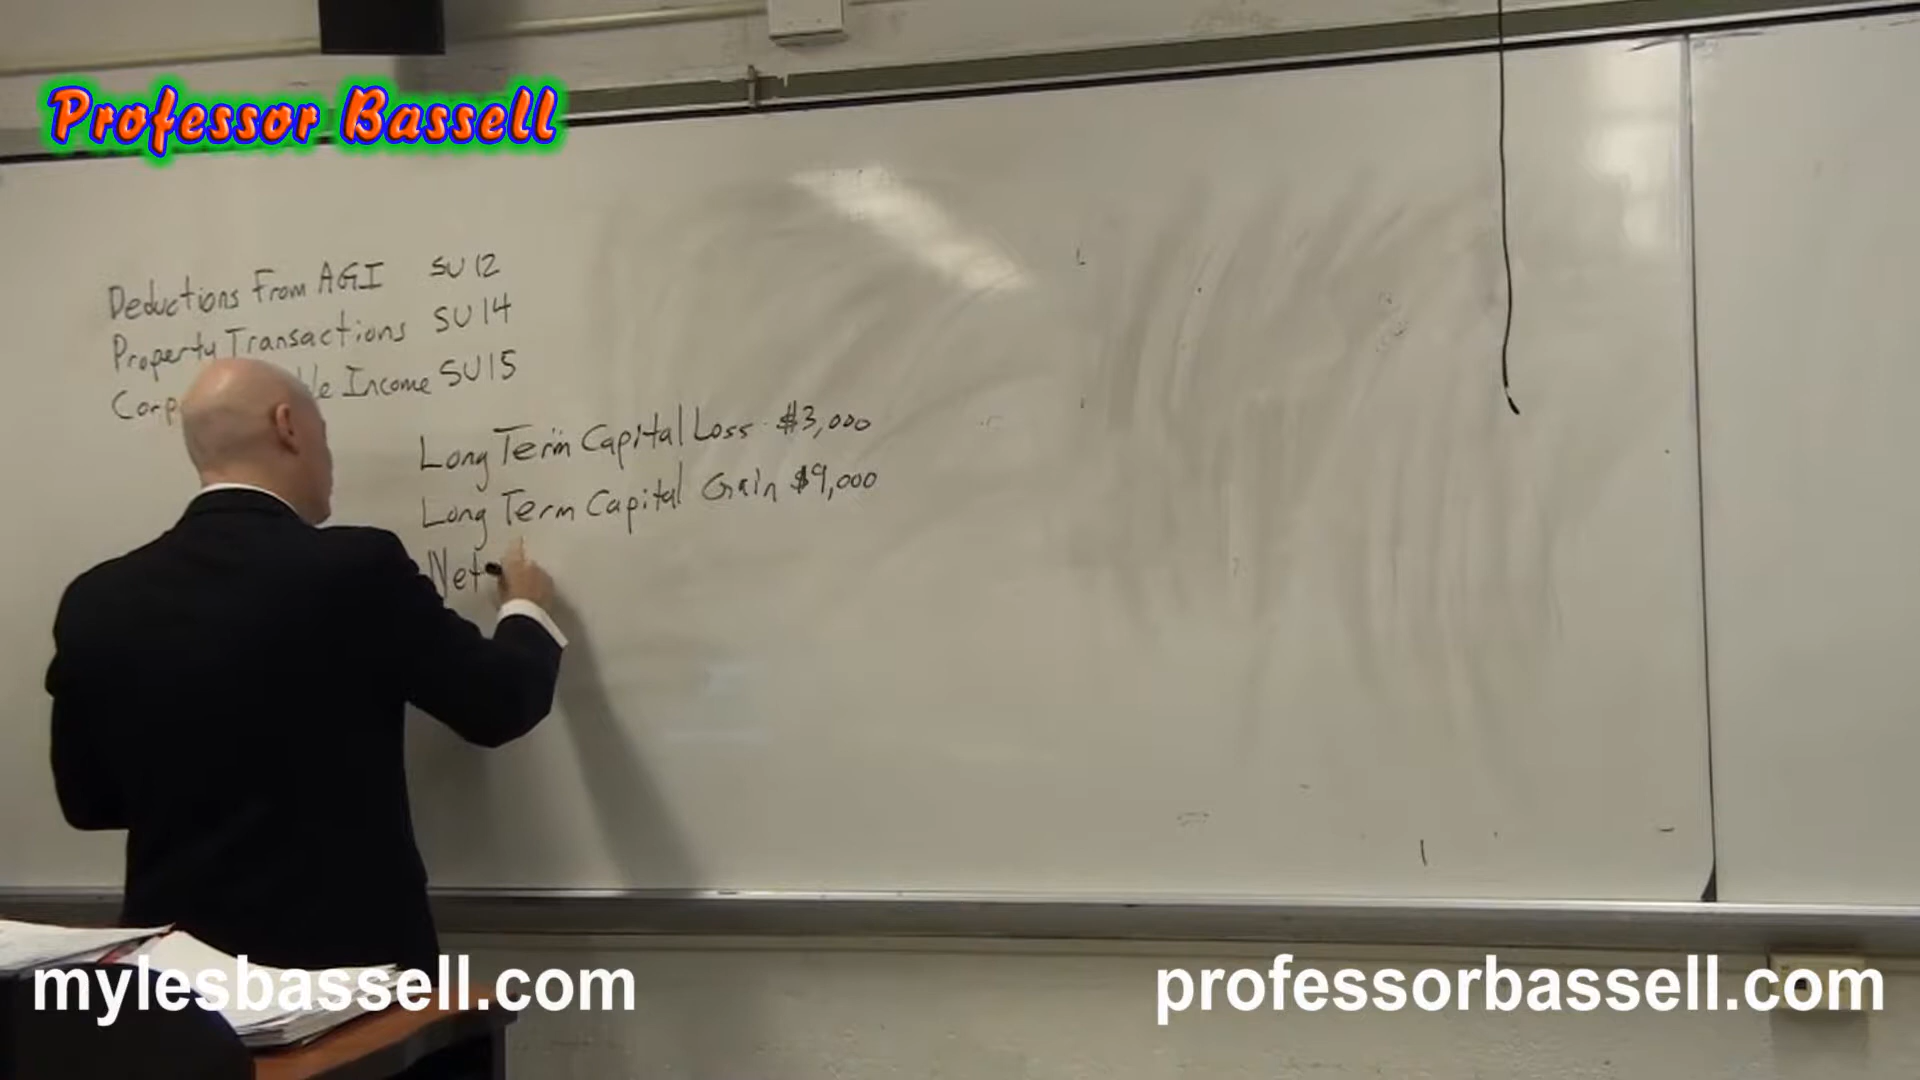 Professor Bassell
Deductions From AGI SU 12
Property Transactions SU 14
Corp Income SU 15
Long Term Capital Loss $3,000
Long Term Capital Gain $9,000
Net
mylesbassell.com
professorbassell.com